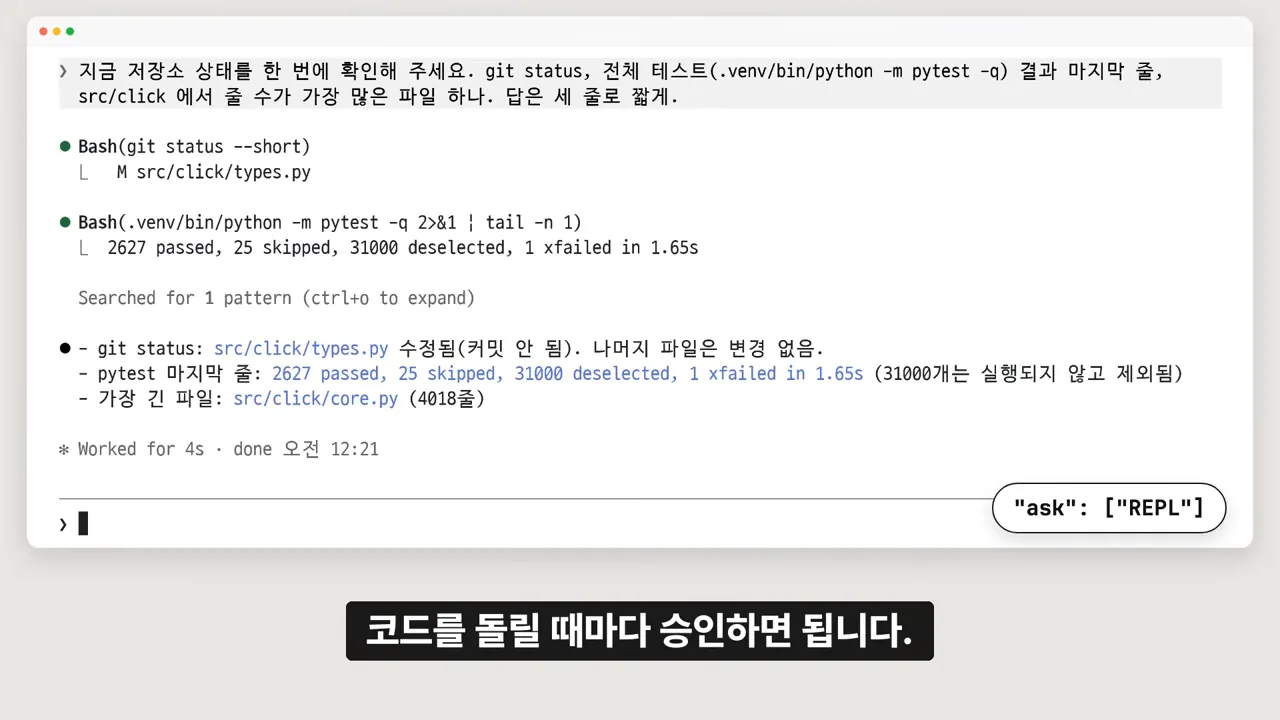 ❯ 지금 저장소 상태를 한 번에 확인해 주세요. git status, 전체 테스트(.venv/bin/python -m pytest -q) 결과 마지막 줄,
src/click 에서 줄 수가 가장 많은 파일 하나. 답은 세 줄로 짧게.
● Bash(git status --short)
⎿ M src/click/types.py
● Bash(.venv/bin/python -m pytest -q 2>&1 | tail -n 1)
⎿ 2627 passed, 25 skipped, 31000 deselected, 1 xfailed in 1.65s
Searched for 1 pattern (ctrl+o to expand)
● - git status: src/click/types.py 수정됨(커밋 안 됨). 나머지 파일은 변경 없음.
- pytest 마지막 줄: 2627 passed, 25 skipped, 31000 deselected, 1 xfailed in 1.65s (31000개는 실행되지 않고 제외됨)
- 가장 긴 파일: src/click/core.py (4018줄)
✻ Worked for 4s · done 오전 12:21
"ask": ["REPL"]
❯
코드를 돌릴 때마다 승인하면 됩니다.